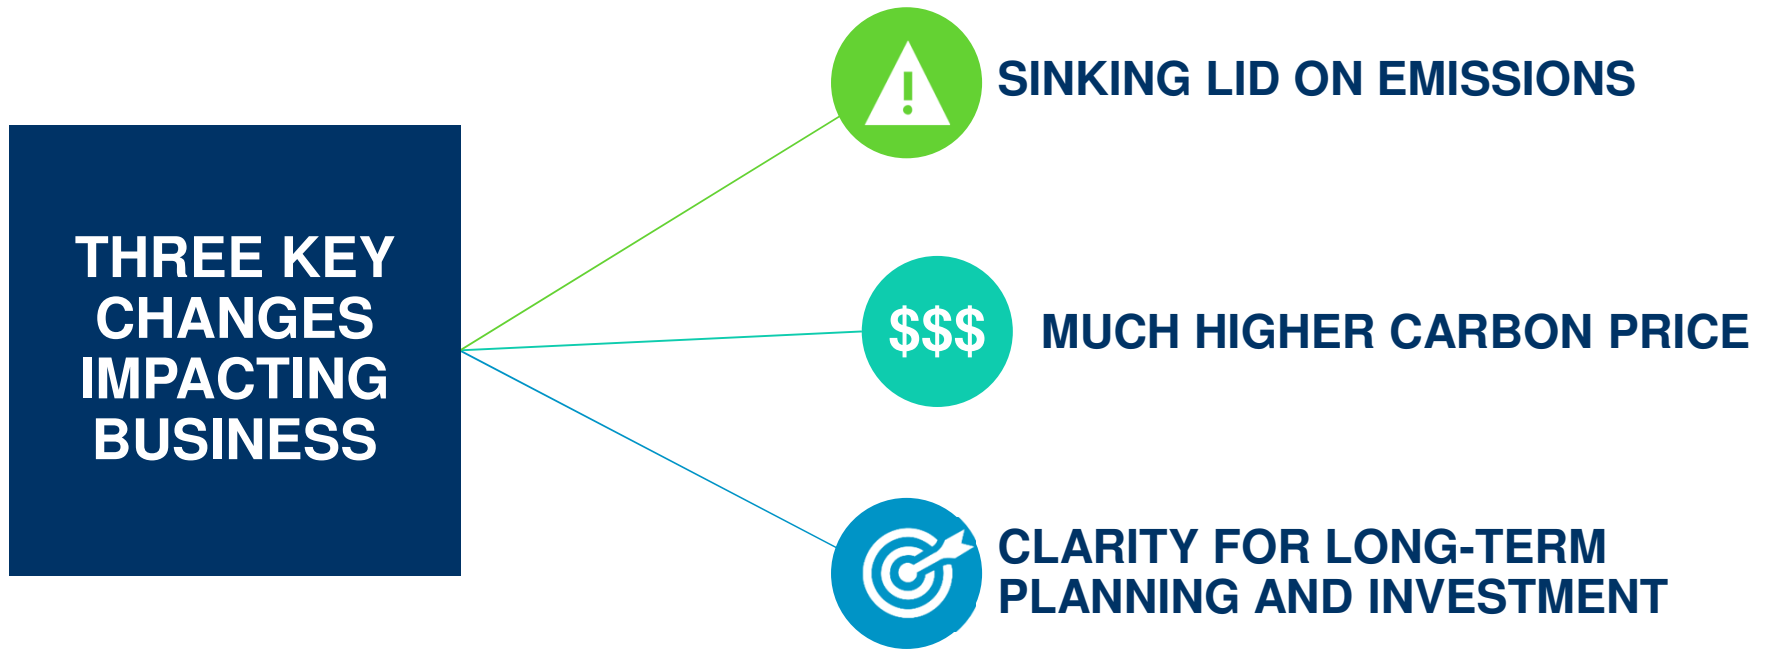 THREE KEY
CHANGES
IMPACTING
BUSINESS
!
SINKING LID ON EMISSIONS
$$$
MUCH HIGHER CARBON PRICE
CLARITY FOR LONG-TERM
PLANNING AND INVESTMENT